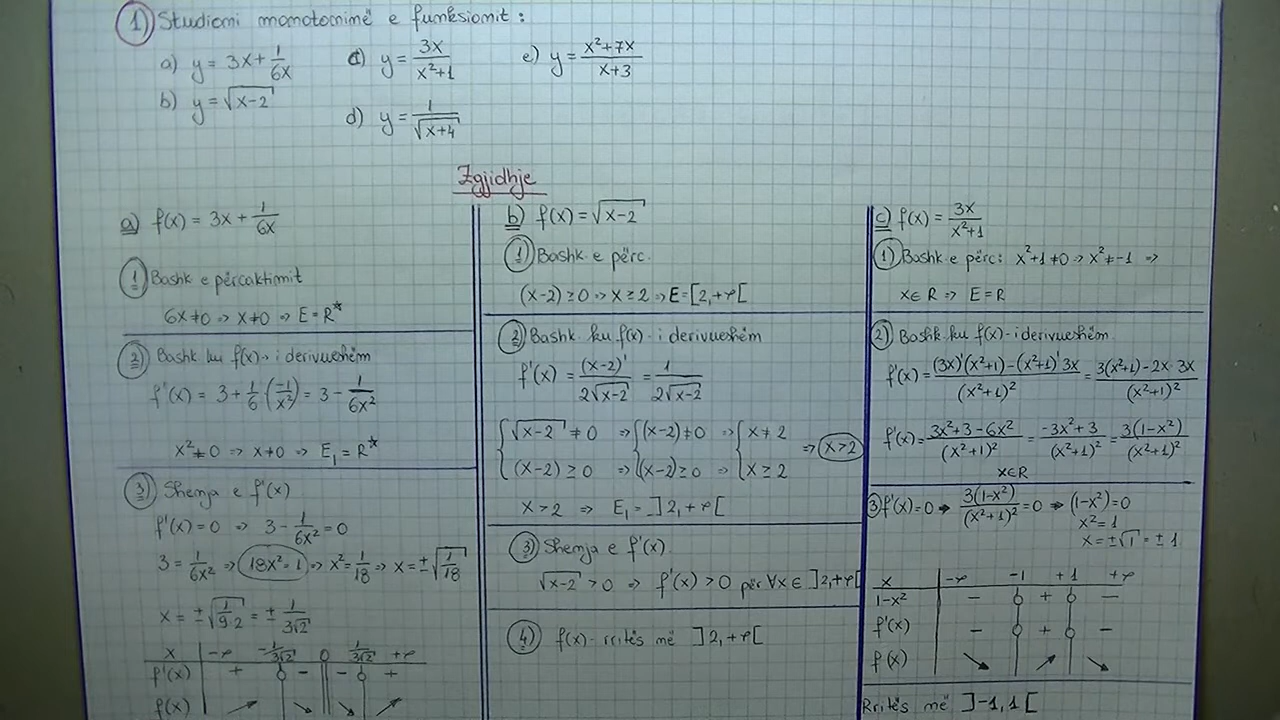 1) Studioni monotoninë e funksionit :
a) y = 3x + 1/6x
b) y = √(x-2)
c) y = 3x/(x²+1)
d) y = 1/√(x+4)
e) y = (x²+7x)/(x+3)
Zgjidhje
a) f(x) = 3x + 1/6x
1) Bashk e përcaktimit
6x ≠ 0 => x ≠ 0 => E = R*
2) Bashk ku f(x)- i derivueshëm
f'(x) = 3 + 1/6 · (-1/x²) = 3 - 1/6x²
x² ≠ 0 => x ≠ 0 => E₁ = R*
3) Shenja e f'(x)
f'(x) = 0 => 3 - 1/6x² = 0
3 = 1/6x² => 18x² = 1 => x² = 1/18 => x = ±√(1/18)
x = ±√(1/9·2) = ± 1/3√2
x -∞ -1/3√2 0 1/3√2 +∞
f'(x) + - - +
f(x) ↗ ↘ ↘ ↗
b) f(x) = √(x-2)
1) Bashk e përc.
(x-2) ≥ 0 => x ≥ 2 => E = [2,+∞[
2) Bashk ku f(x)- i derivueshëm
f'(x) = (x-2)'/2√(x-2) = 1/2√(x-2)
{ √(x-2) ≠ 0 => { (x-2) ≠ 0 => { x ≠ 2
=> x > 2
(x-2) ≥ 0 => (x-2) ≥ 0 => x ≥ 2
x > 2 => E₁ = ]2,+∞[
3) Shenja e f'(x)
√(x-2) > 0 => f'(x) > 0 për ∀x ∈ ]2,+∞[
4) f(x)- rritës më ]2,+∞[
c) f(x) = 3x/(x²+1)
1) Bashk e përc: x²+1 ≠ 0 => x² ≠ -1 =>
x ∈ R => E = R
2) Bashk ku f(x)- i derivueshëm
f'(x) = ((3x)'(x²+1) - (x²+1)'3x)/(x²+1)² = (3(x²+1) - 2x · 3x)/(x²+1)²
f'(x) = (3x²+3-6x²)/(x²+1)² = (-3x²+3)/(x²+1)² = 3(1-x²)/(x²+1)²
x∈R
3) f'(x) = 0 => 3(1-x²)/(x²+1)² = 0 => (1-x²) = 0
x² = 1
x = ±√1 = ± 1
x -∞ -1 +1 +∞
1-x² - + -
f'(x) - + -
f(x) ↘ ↗ ↘
Rritës më ]-1,1[